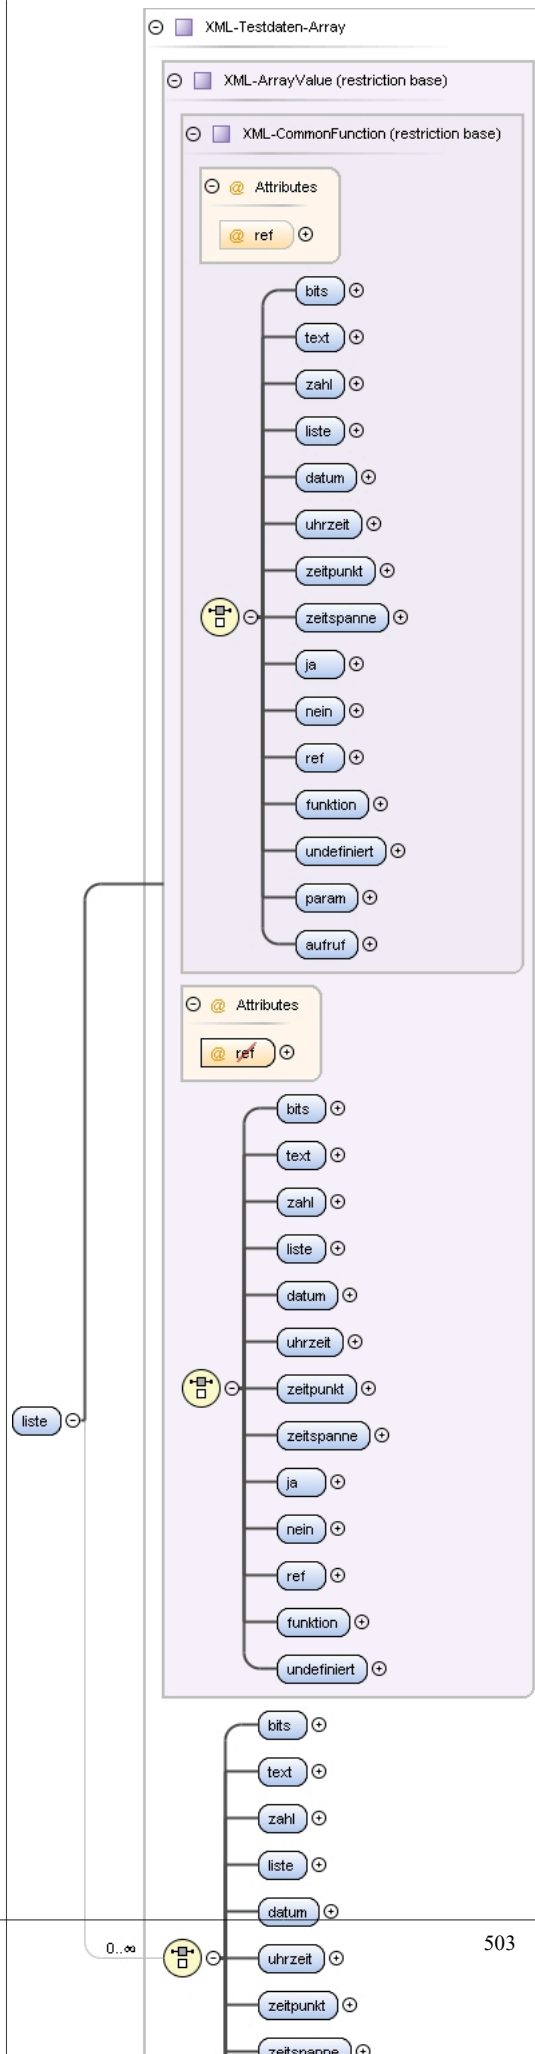 XML-Testdaten-Array
XML-ArrayValue (restriction base)
XML-CommonFunction (restriction base)
@ Attributes
@ ref
bits
text
zahl
liste
datum
uhrzeit
zeitpunkt
zeitspanne
ja
nein
ref
funktion
undefiniert
param
aufruf
@ Attributes
@ ref
bits
text
zahl
liste
datum
uhrzeit
zeitpunkt
zeitspanne
ja
nein
ref
funktion
undefiniert
liste
bits
text
zahl
liste
datum
0..∞
uhrzeit
503
zeitpunkt
zeitspanne